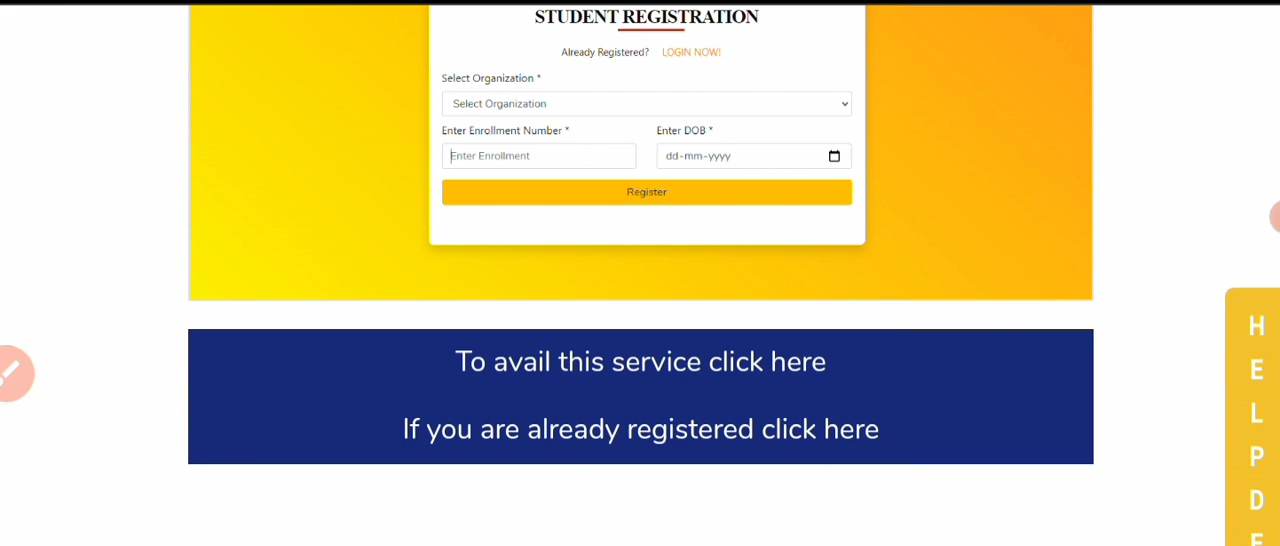 STUDENT REGISTRATION
Already Registered? LOGIN NOW!
Select Organization *
Select Organization
Enter Enrollment Number * Enter DOB *
Enter Enrollment dd-mm-yyyy
Register
To avail this service click here
If you are already registered click here
H
E
L
P
D
E